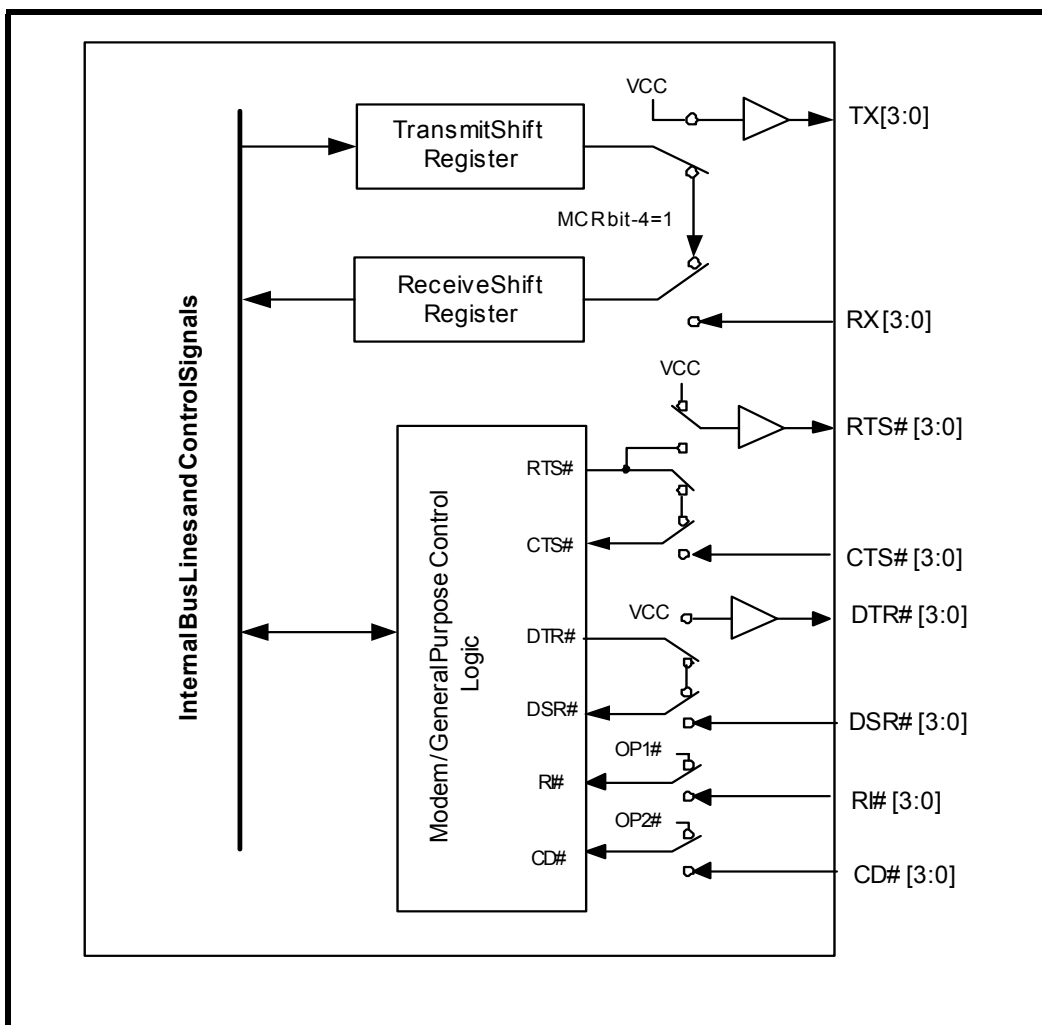 VCC
TX[3:0]
TransmitShift
Register
MCRbit-4=1
ReceiveShift
Register
RX[3:0]
InternalBusLinesandControlSignals
VCC
RTS# [3:0]
RTS#
CTS#
CTS# [3:0]
Modem/GeneralPurpose Control
Logic
VCC
DTR# [3:0]
DTR#
DSR#
DSR# [3:0]
OP1#
RI#
RI# [3:0]
OP2#
CD#
CD# [3:0]